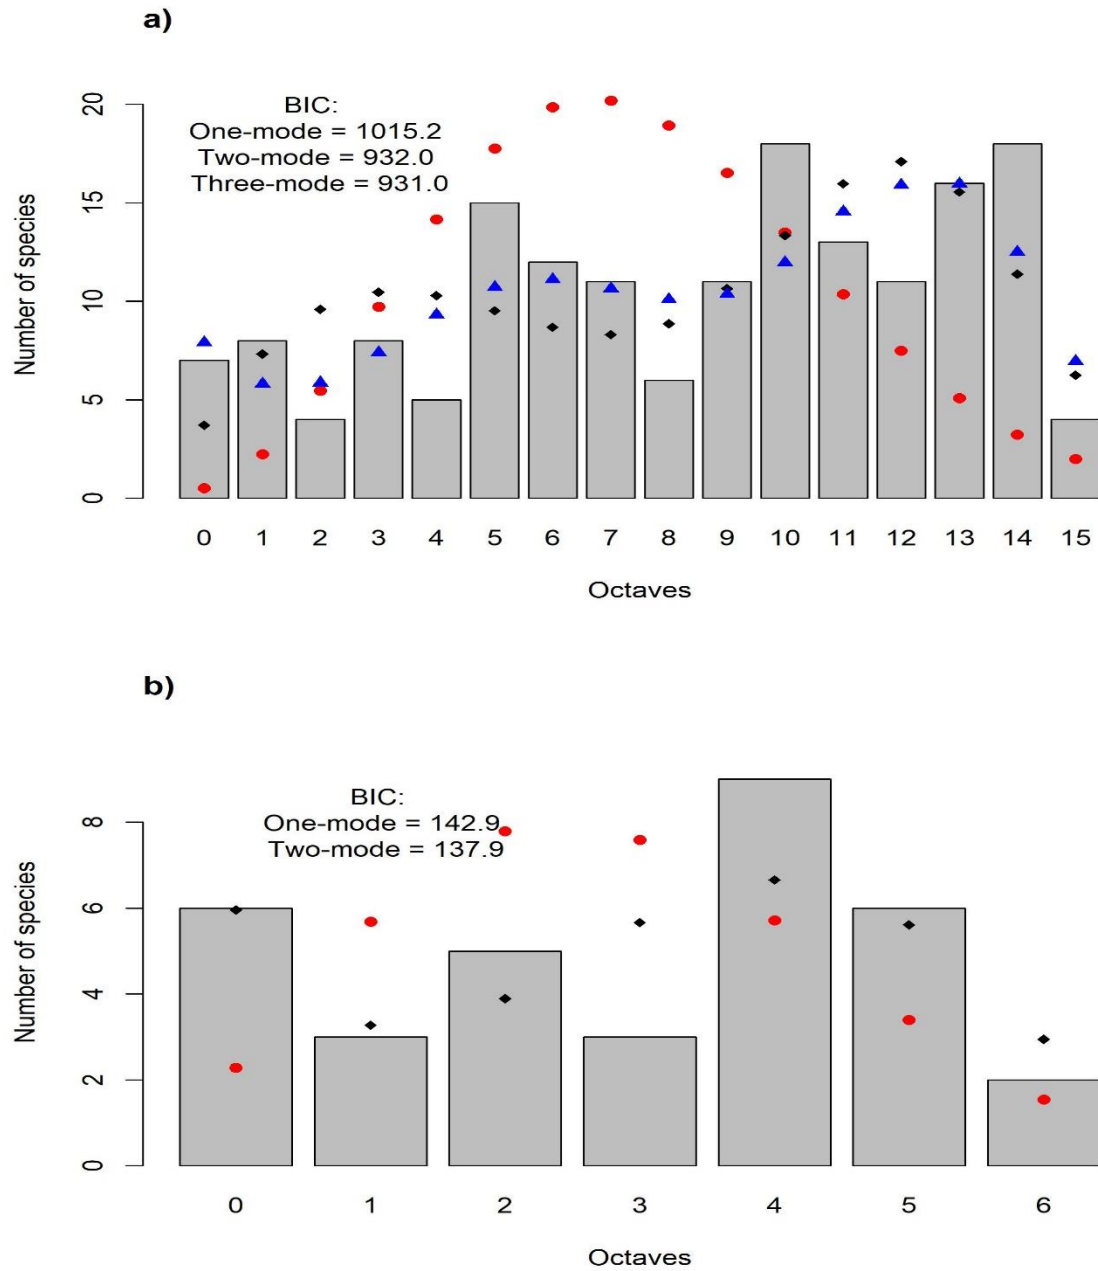 a)
BIC:
One-mode = 1015.2
Two-mode = 932.0
Three-mode = 931.0
Number of species
20
15
10
5
0
0 1 2 3 4 5 6 7 8 9 10 11 12 13 14 15
Octaves
b)
BIC:
One-mode = 142.9
Two-mode = 137.9
Number of species
8
6
4
2
0
0 1 2 3 4 5 6
Octaves